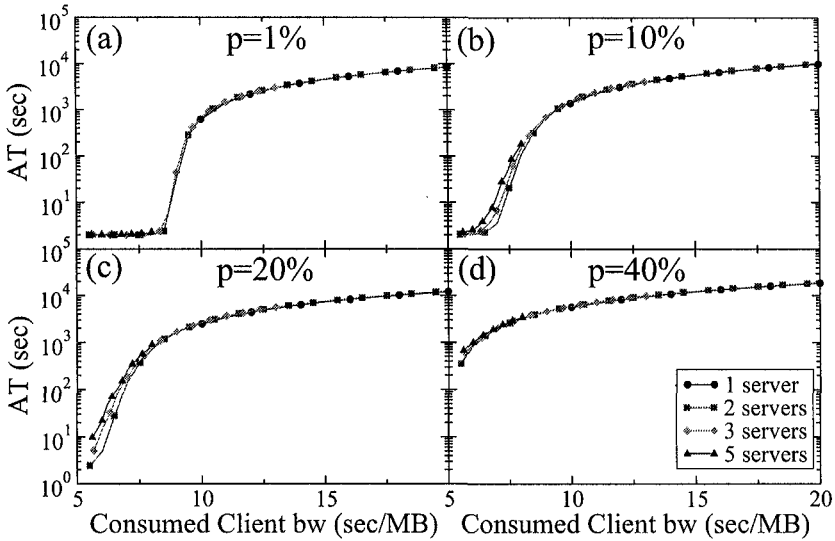 (a) p=1%
(b) p=10%
10^5
10^4
10^3
10^2
10^1
AT (sec)
(c) p=20%
(d) p=40%
10^5
10^4
10^3
10^2
10^1
10^0
AT (sec)
1 server
2 servers
3 servers
5 servers
5 10 15 5 10 15 20
Consumed Client bw (sec/MB) Consumed Client bw (sec/MB)